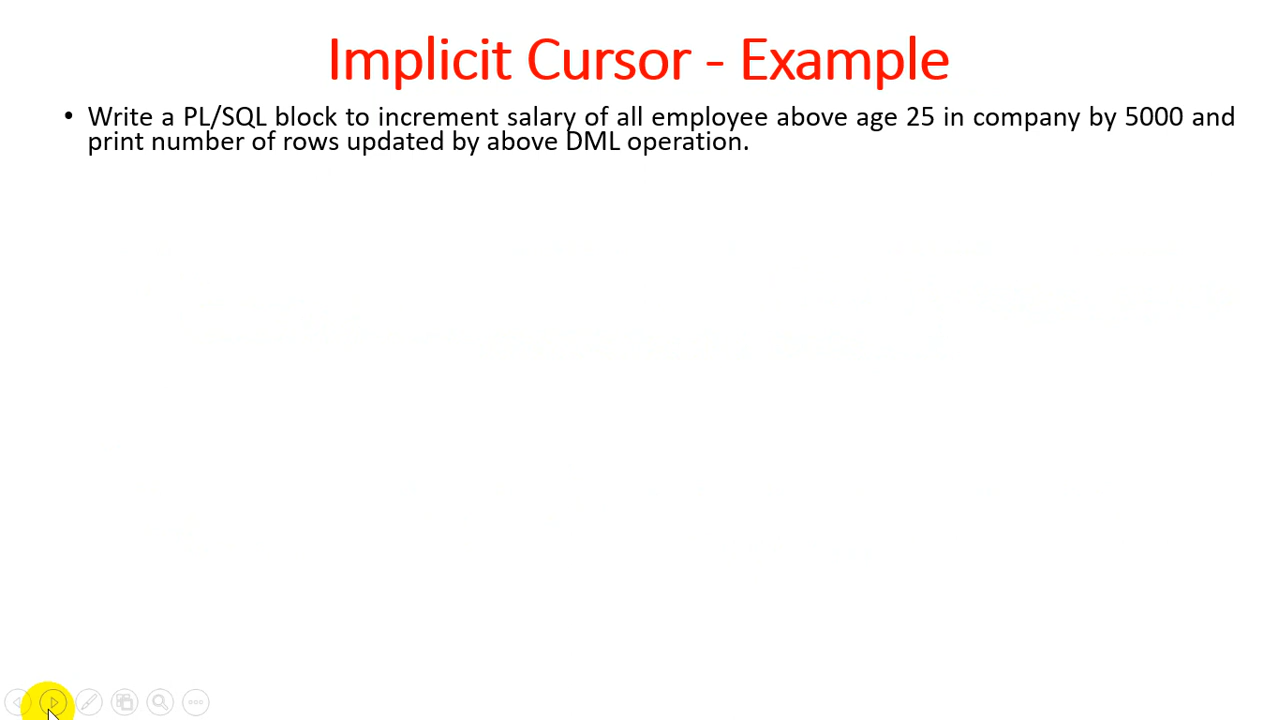 Implicit Cursor - Example
• Write a PL/SQL block to increment salary of all employee above age 25 in company by 5000 and
print number of rows updated by above DML operation.